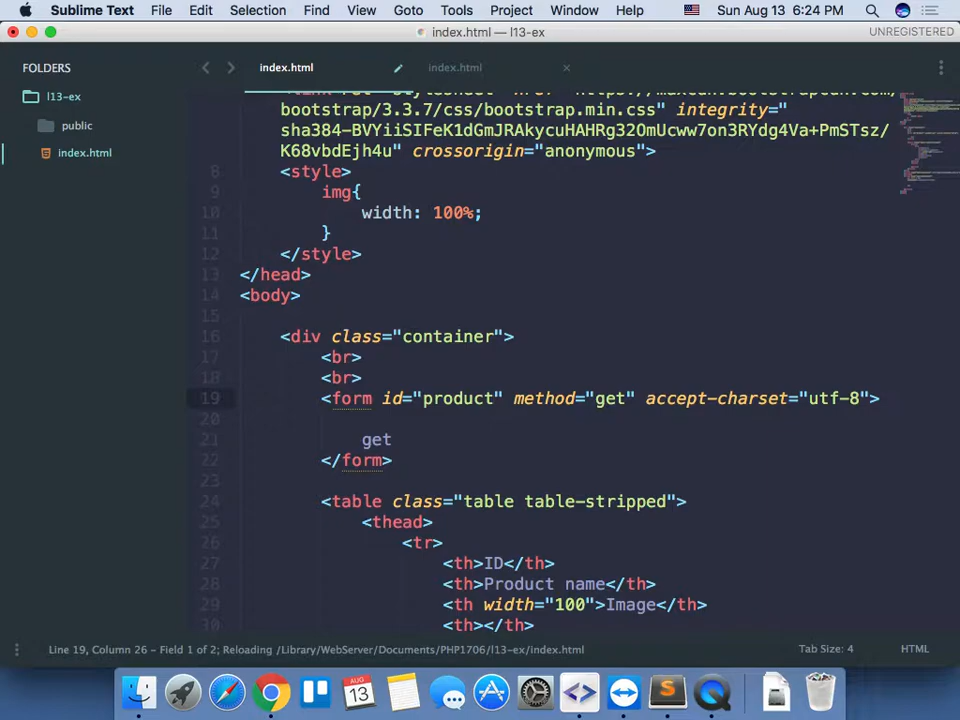 Sublime Text File Edit Selection Find View Goto Tools Project Window Help Sun Aug 13 6:24 PM
index.html — l13-ex UNREGISTERED
FOLDERS
l13-ex
public
index.html
index.html index.html
bootstrap/3.3.7/css/bootstrap.min.css" integrity="
sha384-BVYiiSIFeK1dGmJRAkycuHAHRg32OmUcww7on3RYdg4Va+PmSTsz/
K68vbdEjh4u" crossorigin="anonymous">
8 <style>
9 img{
10 width: 100%;
11 }
12 </style>
13 </head>
14 <body>
15
16 <div class="container">
17 <br>
18 <br>
19 <form id="product" method="get" accept-charset="utf-8">
20
21 get
22 </form>
23
24 <table class="table table-stripped">
25 <thead>
26 <tr>
27 <th>ID</th>
28 <th>Product name</th>
29 <th width="100">Image</th>
30 <th></th>
Line 19, Column 26 - Field 1 of 2; Reloading /Library/WebServer/Documents/PHP1706/l13-ex/index.html Tab Size: 4 HTML
AUG
13